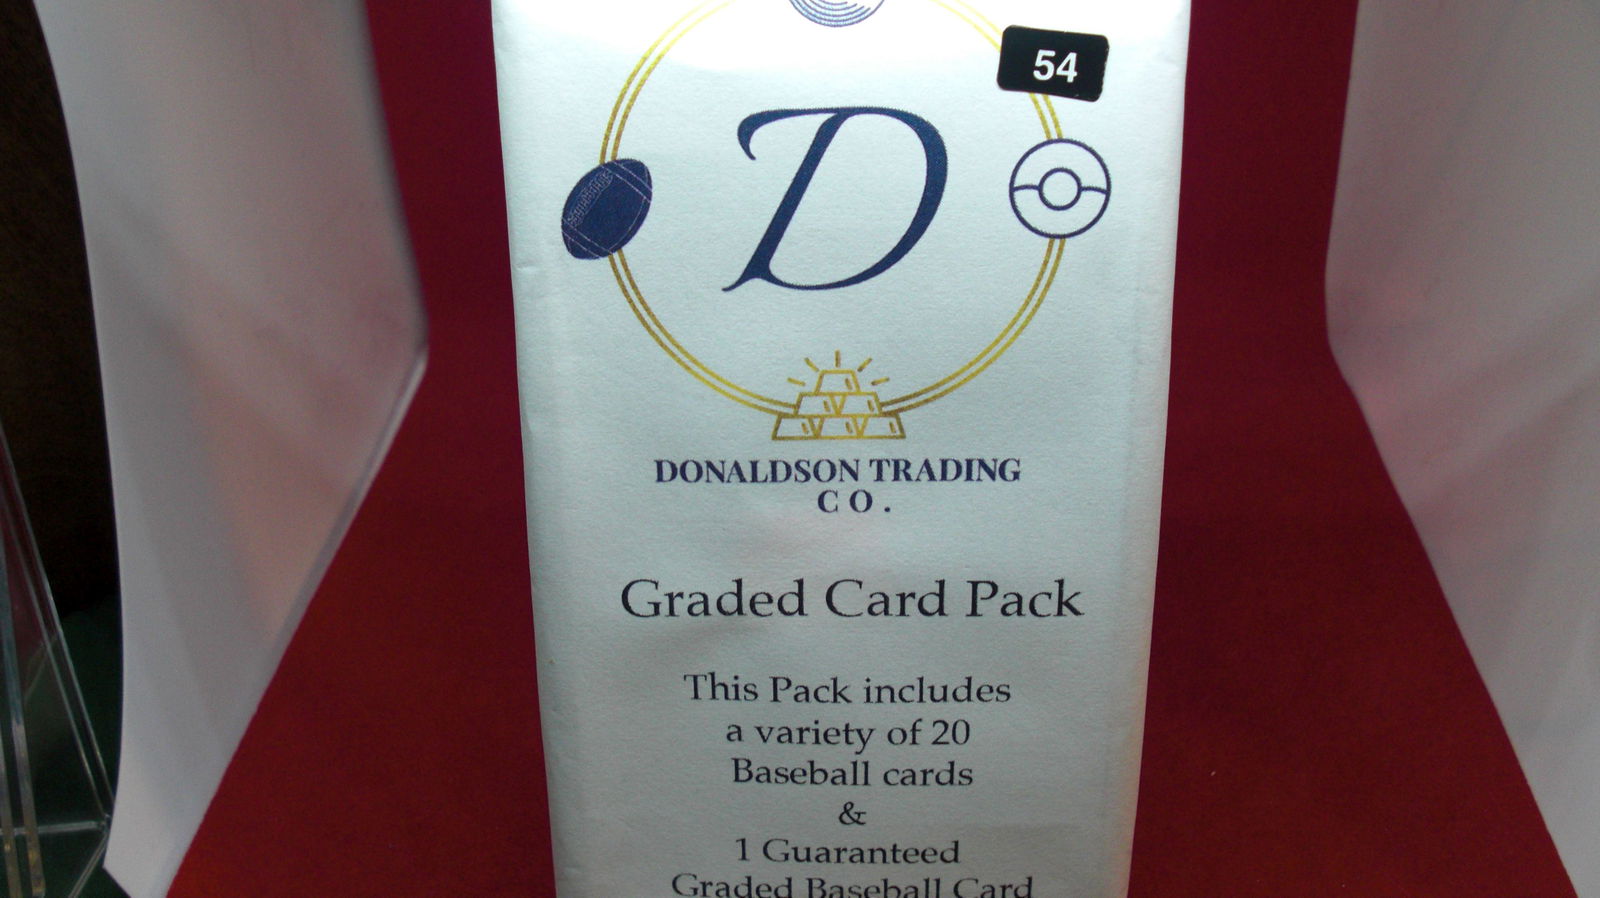 54
D
DONALDSON TRADING
CO.
Graded Card Pack
This Pack includes
a variety of 20
Baseball cards
&
1 Guaranteed
Graded Baseball Card